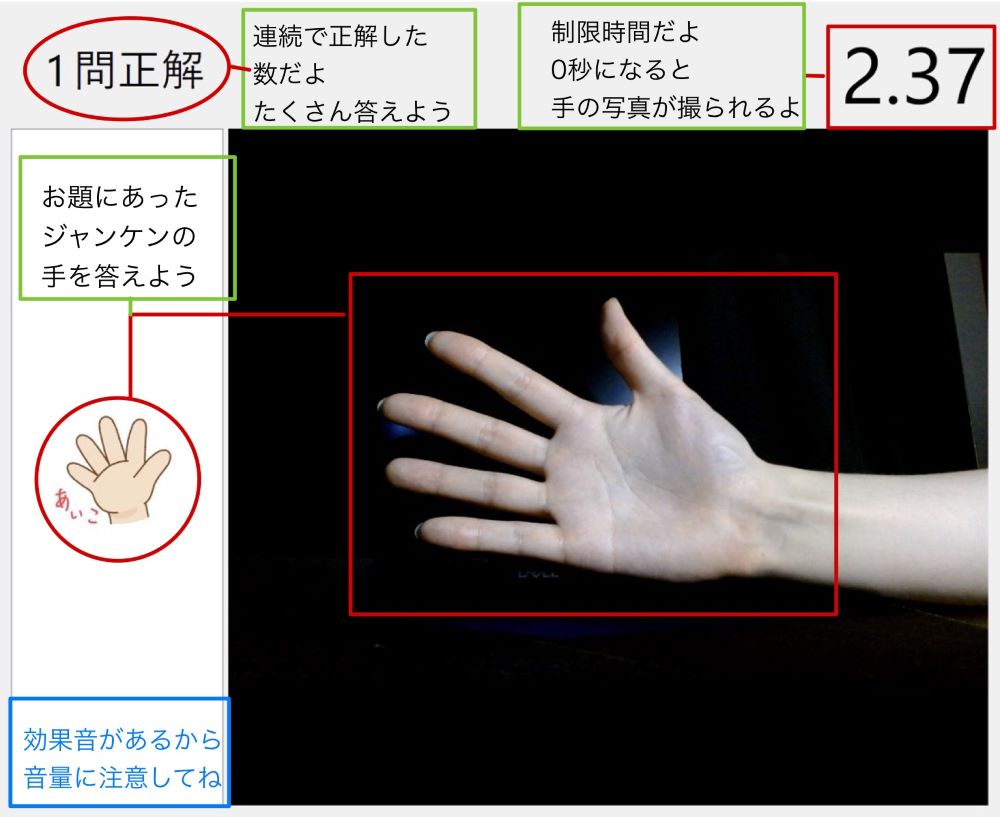 1問正解
連続で正解した
数だよ
たくさん答えよう
制限時間だよ
0秒になると
手の写真が撮られるよ
2.37
お題にあった
ジャンケンの
手を答えよう
あいこ
DELL
効果音があるから
音量に注意してね